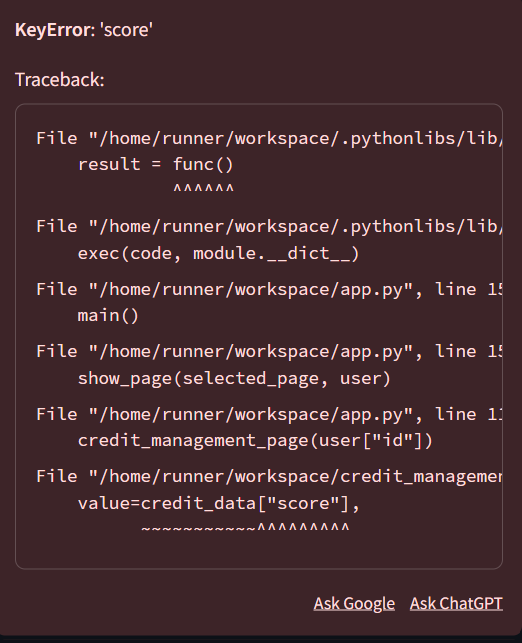 KeyError: 'score'
Traceback:
File "/home/runner/workspace/.pythonlibs/lib/
result = func()
^^^^^^
File "/home/runner/workspace/.pythonlibs/lib/
exec(code, module.__dict__)
File "/home/runner/workspace/app.py", line 15
main()
File "/home/runner/workspace/app.py", line 15
show_page(selected_page, user)
File "/home/runner/workspace/app.py", line 11
credit_management_page(user["id"])
File "/home/runner/workspace/credit_managemen
value=credit_data["score"],
~~~~~~~~~~~^^^^^^^^^
Ask Google Ask ChatGPT